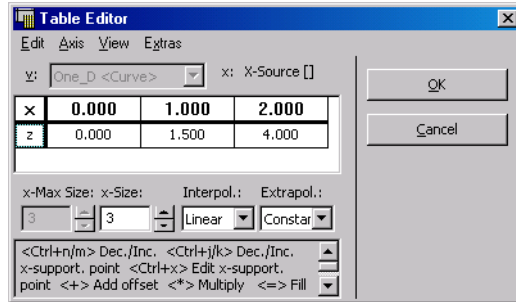 Table Editor
Edit Axis View Extras
y: One_D <Curve> x: X-Source []
x 0.000 1.000 2.000
z 0.000 1.500 4.000
x-Max Size: x-Size: Interpol.: Extrapol.:
3 3 Linear Constar
<Ctrl+n/m> Dec./Inc. <Ctrl+j/k> Dec./Inc.
x-support. point <Ctrl+x> Edit x-support.
point <+> Add offset <*> Multiply <=> Fill
OK
Cancel